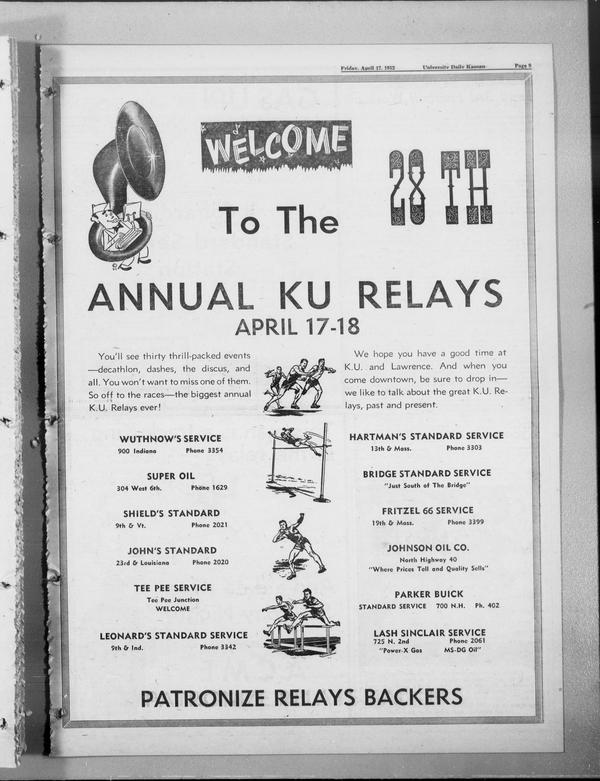 Friday, April 17, 1953
University Daily Kansan
Page 9
WELCOME
28TH
To The
ANNUAL KU RELAYS
APRIL 17-18
You'll see thirty thrill-packed events
—decathlon, dashes, the discus, and
all. You won't want to miss one of them.
So off to the races—the biggest annual
K.U. Relays ever!
We hope you have a good time at
K.U. and Lawrence. And when you
come downtown, be sure to drop in—
we like to talk about the great K.U. Re-
lays, past and present.
WUTHNOW'S SERVICE
900 Indiana Phone 3354
SUPER OIL
304 West 6th. Phone 1629
SHIELD'S STANDARD
9th & Vt. Phone 2021
JOHN'S STANDARD
23rd & Louisiana Phone 2020
TEE PEE SERVICE
Tee Pee Junction
WELCOME
LEONARD'S STANDARD SERVICE
9th & Ind. Phone 3342
HARTMAN'S STANDARD SERVICE
13th & Mass. Phone 3303
BRIDGE STANDARD SERVICE
"Just South of The Bridge"
FRITZEL 66 SERVICE
19th & Mass. Phone 3399
JOHNSON OIL CO.
North Highway 40
"Where Prices Tell and Quality Sells"
PARKER BUICK
STANDARD SERVICE 700 N.H. Ph. 402
LASH SINCLAIR SERVICE
725 N. 2nd Phone 2061
"Power-X Gas MS-DG Oil"
PATRONIZE RELAYS BACKERS